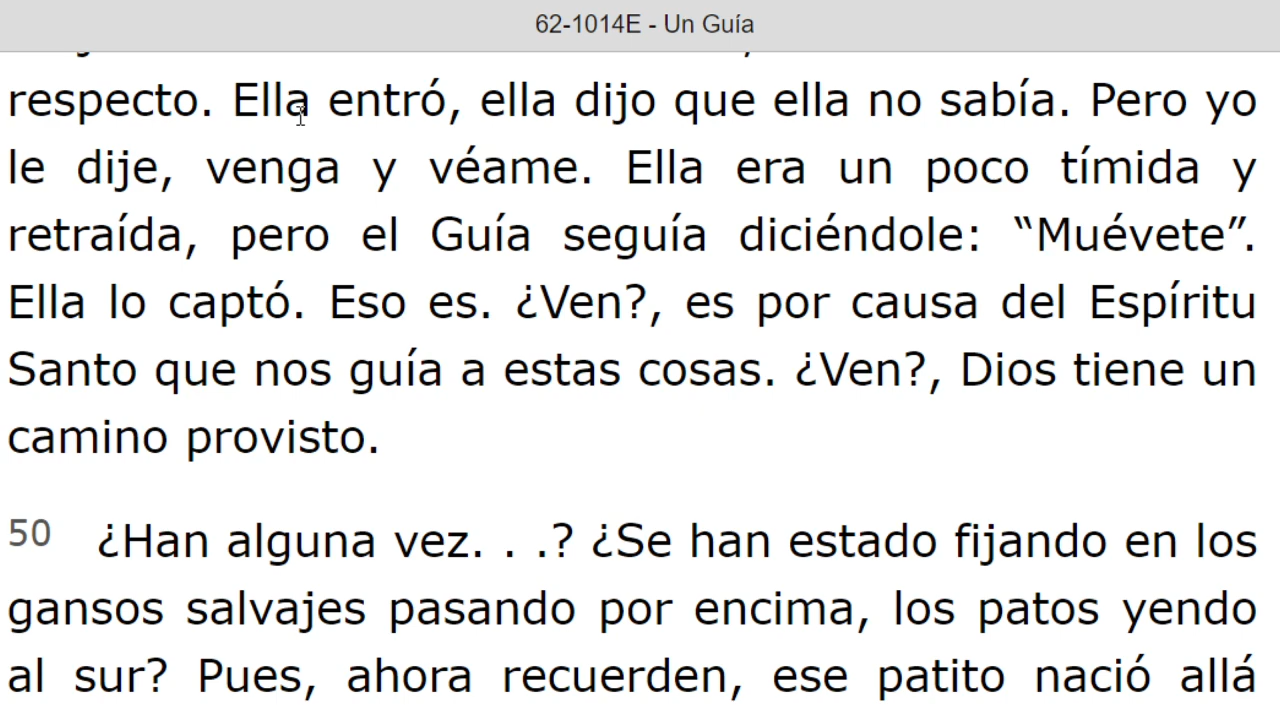 62-1014E - Un Guía
respecto. Ella entró, ella dijo que ella no sabía. Pero yo
le dije, venga y véame. Ella era un poco tímida y
retraída, pero el Guía seguía diciéndole: “Muévete”.
Ella lo captó. Eso es. ¿Ven?, es por causa del Espíritu
Santo que nos guía a estas cosas. ¿Ven?, Dios tiene un
camino provisto.
50 ¿Han alguna vez. . .? ¿Se han estado fijando en los
gansos salvajes pasando por encima, los patos yendo
al sur? Pues, ahora recuerden, ese patito nació allá